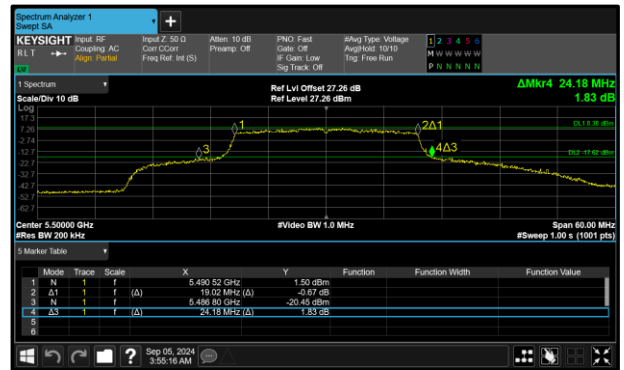 Spectrum Analyzer 1
Swept SA
+
KEYSIGHT Input: RF Input Z: 50 Ω Atten: 10 dB PNO: Fast #Avg Type: Voltage 1 2 3 4 5 6
RLT Coupling: AC Corr CCorr Preamp: Off Gate: Off Avg|Hold: 10/10 M W W W W W
Align: Partial Freq Ref: Int (S) IF Gain: Low Trig: Free Run
Sig Track: Off P N N N N N
1 Spectrum Ref Lvl Offset 27.26 dB ΔMkr4 24.18 MHz
Scale/Div 10 dB Ref Level 27.26 dBm 1.83 dB
Log
17.3
7.26 1 2Δ1 DL1 8.38 dBm
-2.74
-12.7 3 4Δ3 DL2 -17.62 dBm
-22.7
-32.7
-42.7
-52.7
-62.7
Center 5.50000 GHz #Video BW 1.0 MHz Span 60.00 MHz
#Res BW 200 kHz #Sweep 1.00 s (1001 pts)
5 Marker Table
Mode Trace Scale X Y Function Function Width Function Value
1 N 1 f 5.490 52 GHz 1.50 dBm
2 Δ1 1 f (Δ) 19.02 MHz (Δ) -0.67 dB
3 N 1 f 5.486 80 GHz -20.45 dBm
4 Δ3 1 f (Δ) 24.18 MHz (Δ) 1.83 dB
5
6
? Sep 05, 2024
3:55:16 AM